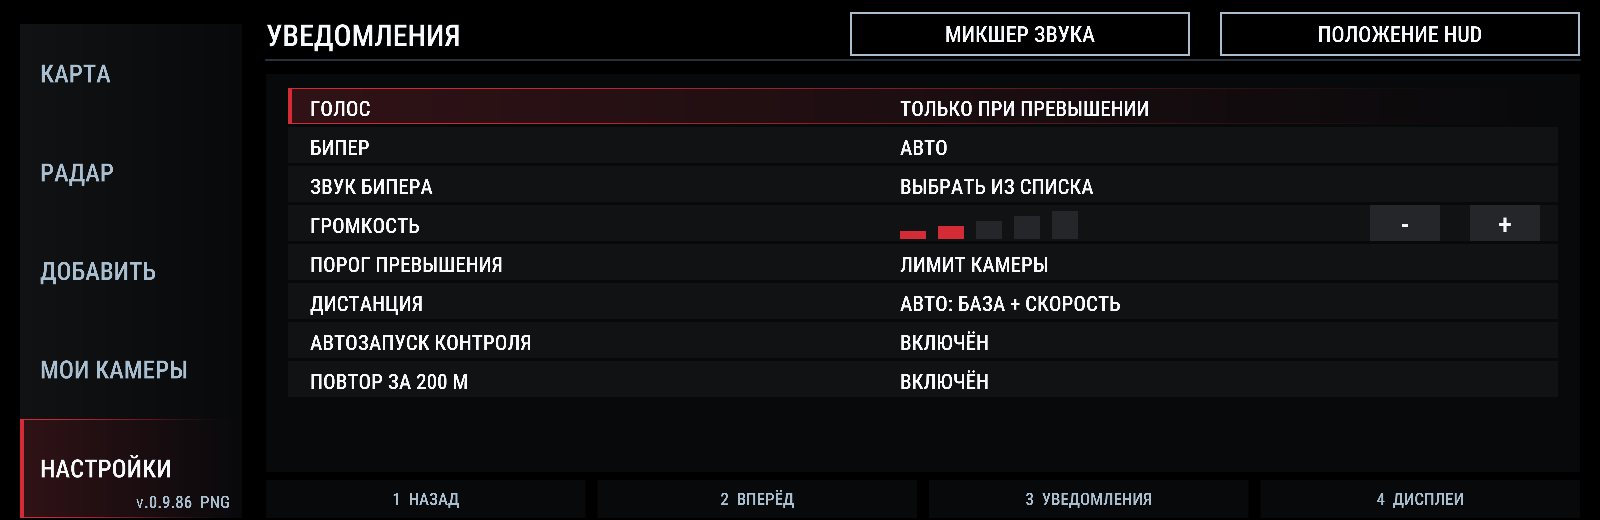 УВЕДОМЛЕНИЯ
МИКШЕР ЗВУКА
ПОЛОЖЕНИЕ HUD
КАРТА
РАДАР
ДОБАВИТЬ
МОИ КАМЕРЫ
НАСТРОЙКИ
v.0.9.86 PNG
ГОЛОС ТОЛЬКО ПРИ ПРЕВЫШЕНИИ
БИПЕР АВТО
ЗВУК БИПЕРА ВЫБРАТЬ ИЗ СПИСКА
ГРОМКОСТЬ - +
ПОРОГ ПРЕВЫШЕНИЯ ЛИМИТ КАМЕРЫ
ДИСТАНЦИЯ АВТО: БАЗА + СКОРОСТЬ
АВТОЗАПУСК КОНТРОЛЯ ВКЛЮЧЁН
ПОВТОР ЗА 200 М ВКЛЮЧЁН
1 НАЗАД
2 ВПЕРЁД
3 УВЕДОМЛЕНИЯ
4 ДИСПЛЕИ